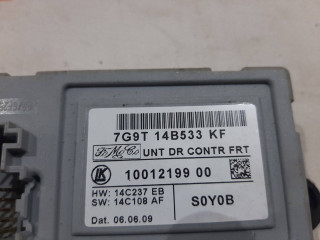 7G9T 14B533 KF
FoMoCo UNT DR CONTR FRT
LK 10012199 00
HW: 14C237 EB
SW: 14C108 AF
S0Y0B
Dat. 06.06.09